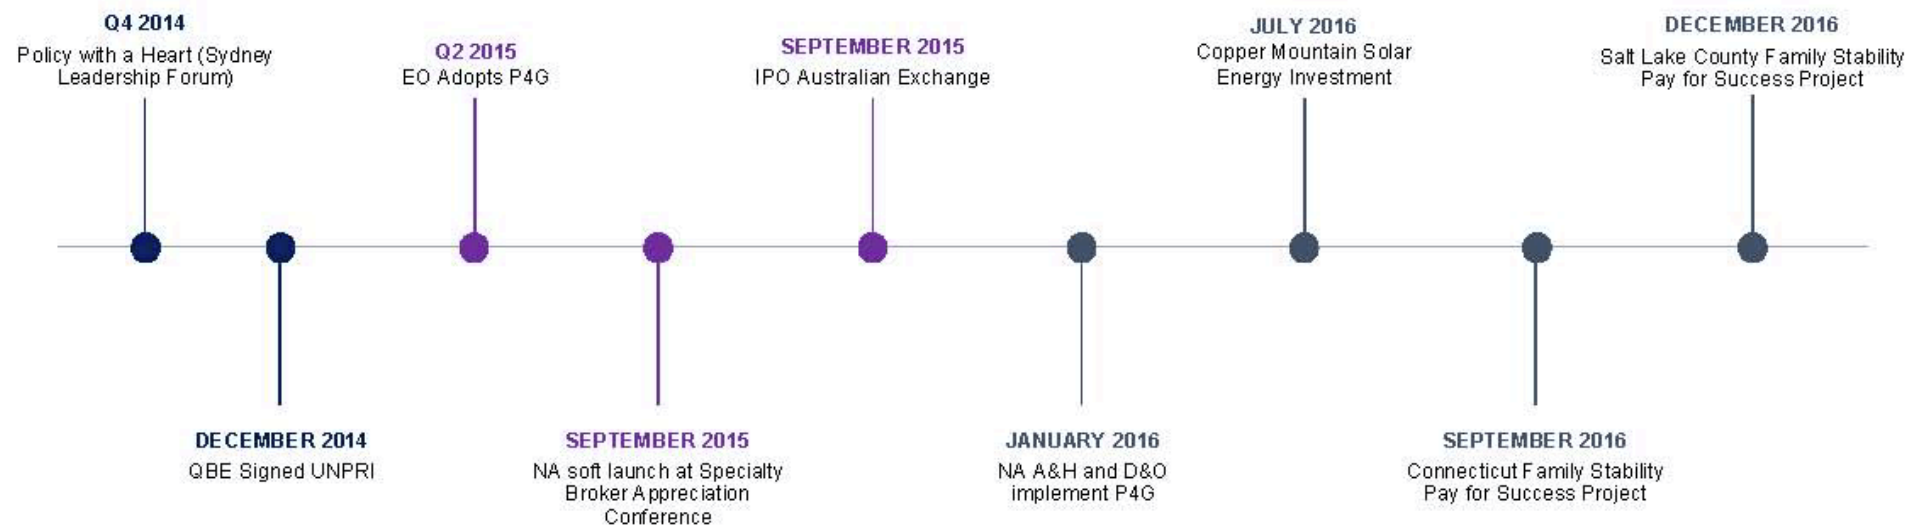 Q4 2014
Policy with a Heart (Sydney
Leadership Forum)
DECEMBER 2014
QBE Signed UNPRI
Q2 2015
EO Adopts P4G
SEPTEMBER 2015
NA soft launch at Specialty
Broker Appreciation
Conference
SEPTEMBER 2015
IPO Australian Exchange
JANUARY 2016
NA A&H and D&O
implement P4G
JULY 2016
Copper Mountain Solar
Energy Investment
SEPTEMBER 2016
Connecticut Family Stability
Pay for Success Project
DECEMBER 2016
Salt Lake County Family Stability
Pay for Success Project